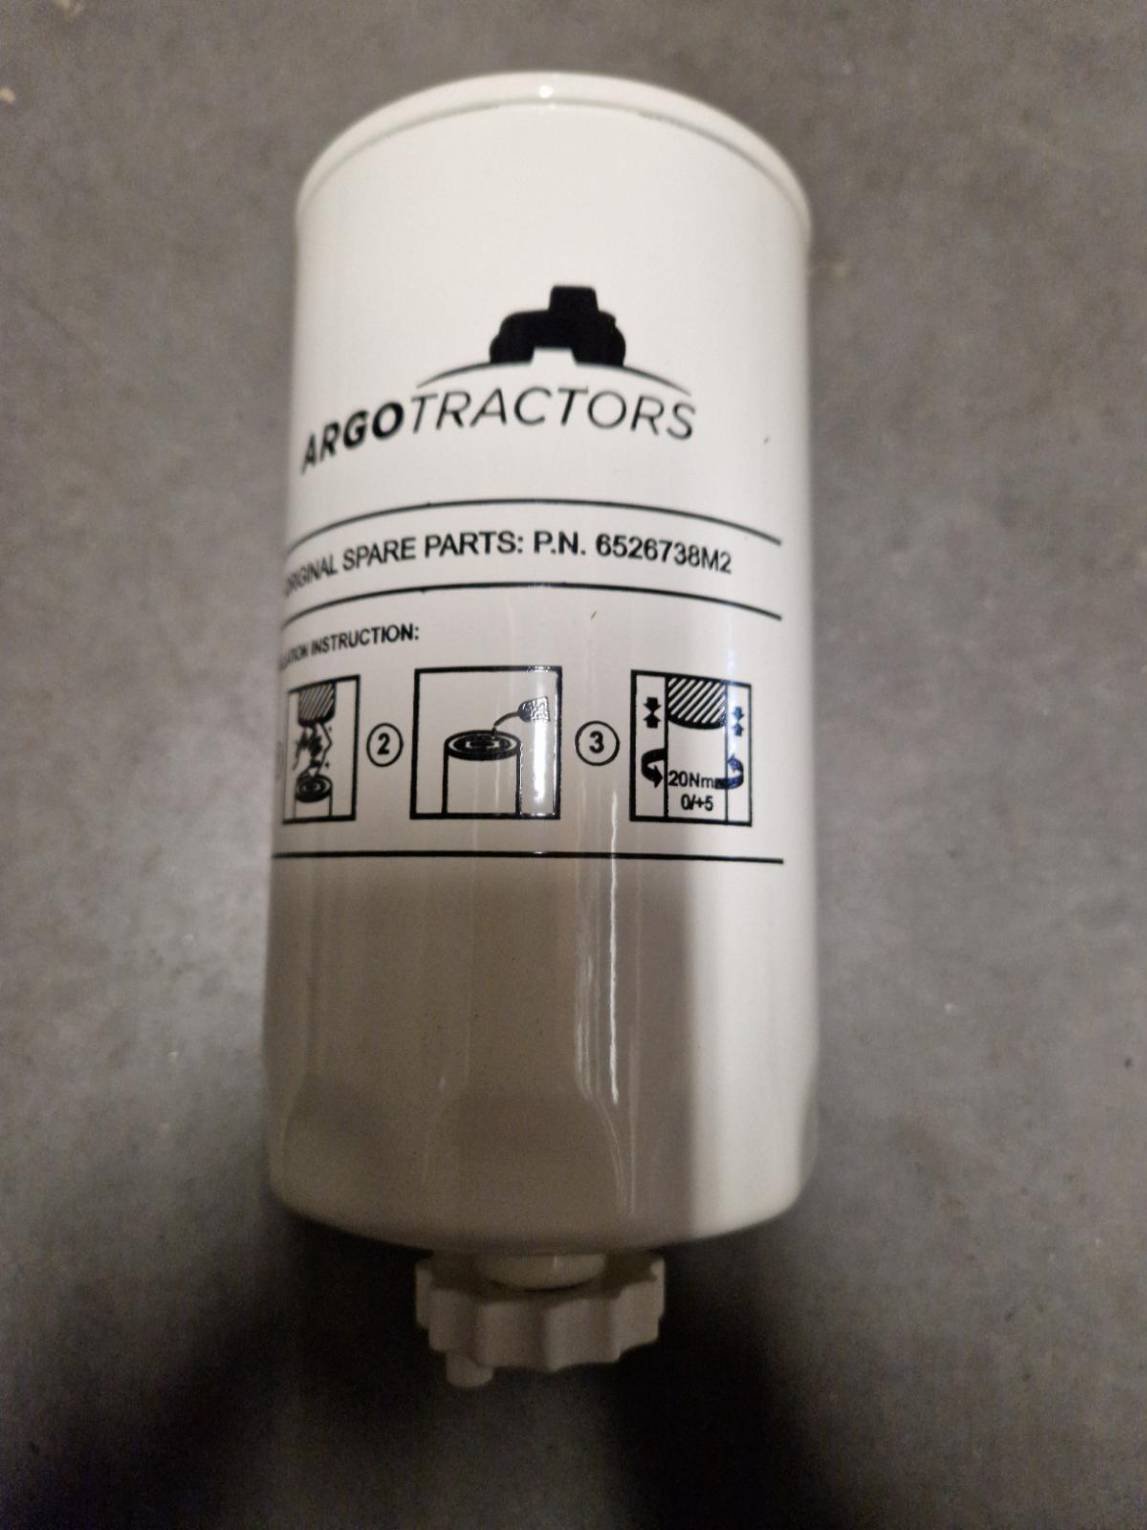 ARGOTRACTORS
ORIGINAL SPARE PARTS: P.N. 6526738M2
INSTRUCTION:
2
3
20Nm
0/+5